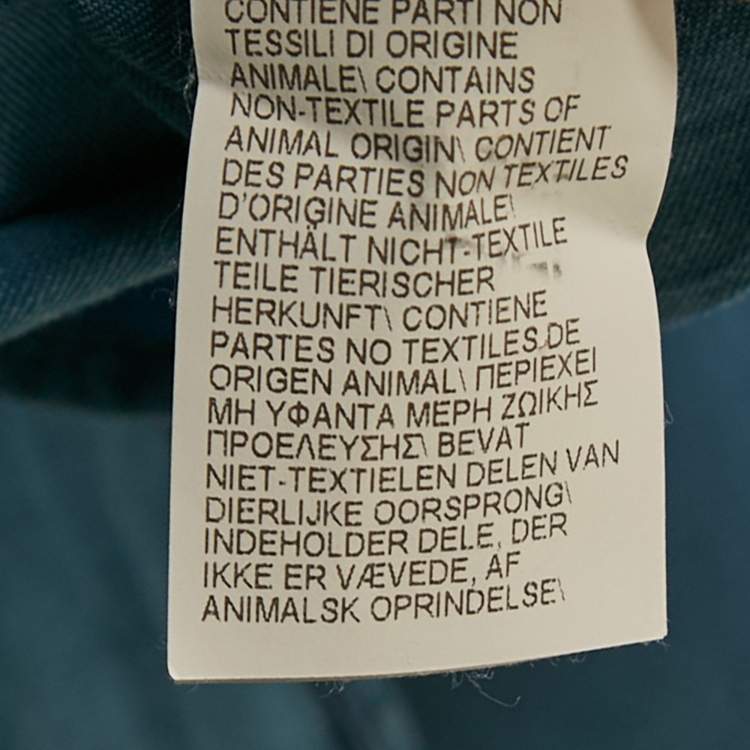 CONTIENE PARTI NON
TESSILI DI ORIGINE
ANIMALE\ CONTAINS
NON-TEXTILE PARTS OF
ANIMAL ORIGIN\ CONTIENT
DES PARTIES NON TEXTILES
D'ORIGINE ANIMALE\
ENTHÄLT NICHT-TEXTILE
TEILE TIERISCHER
HERKUNFT\ CONTIENE
PARTES NO TEXTILES DE
ORIGEN ANIMAL\ ΠΕΡΙΕΧΕΙ
ΜΗ ΥΦΑΝΤΑ ΜΕΡΗ ΖΩΙΚΗΣ
ΠΡΟΕΛΕΥΣΗΣ\ BEVAT
NIET-TEXTIELEN DELEN VAN
DIERLIJKE OORSPRONG\
INDEHOLDER DELE, DER
IKKE ER VÆVEDE, AF
ANIMALSK OPRINDELSE\